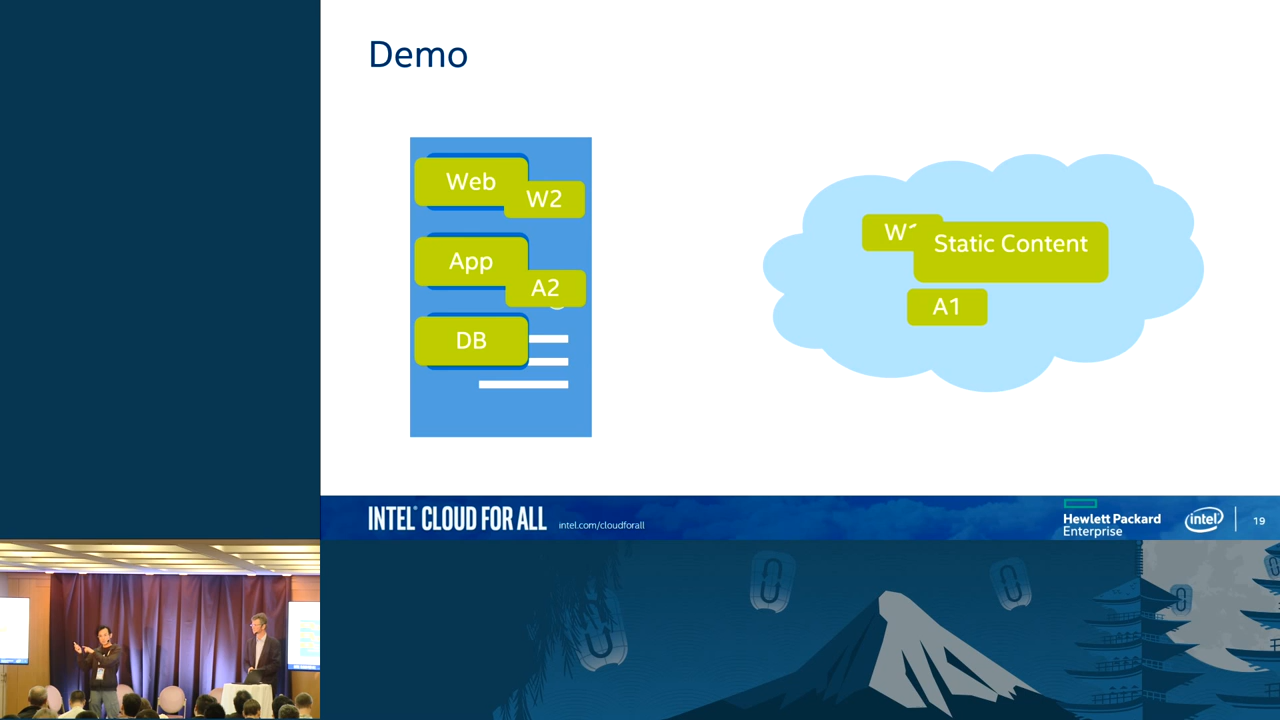 Demo
Web
W2
App
A2
DB
Static Content
A1
INTEL® CLOUD FOR ALL
intel.com/cloudforall
Hewlett Packard
Enterprise
intel
19